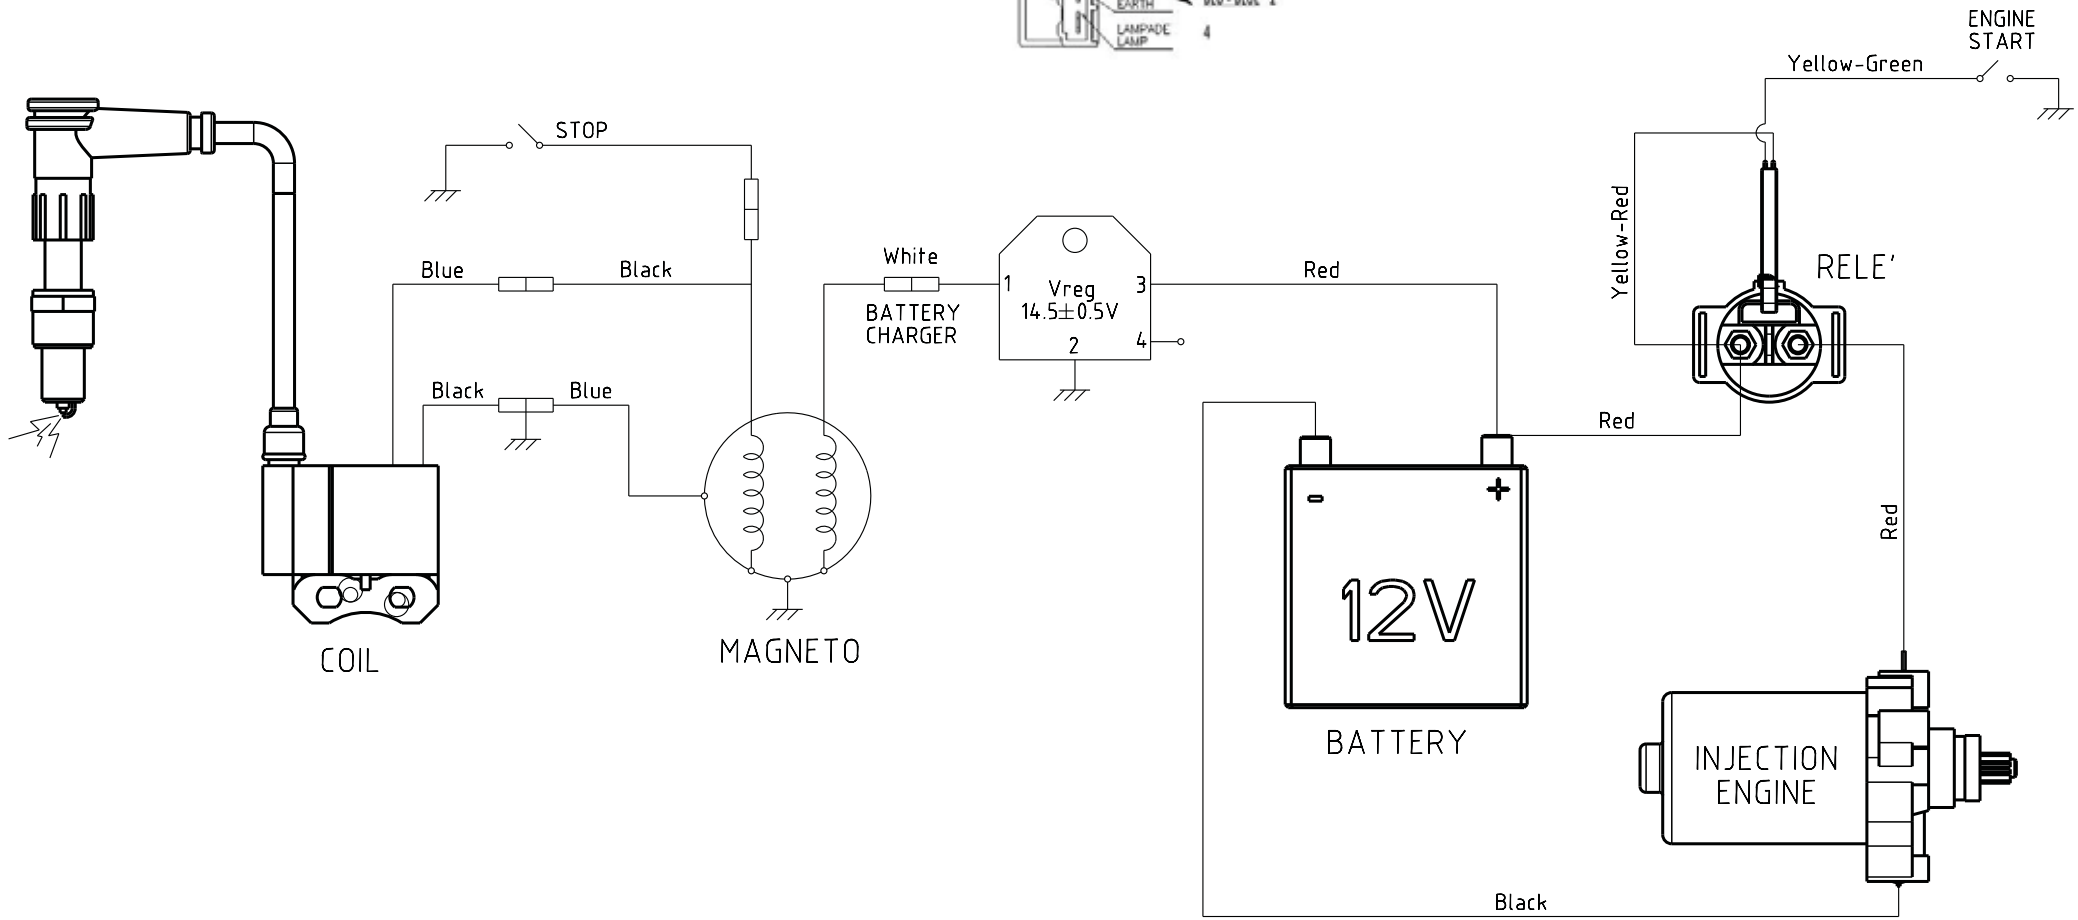 EARTH
LAMPADE
LAMP
4
ENGINE
START
Yellow-Green
STOP
Yellow-Red
RELE'
Blue
Black
White
BATTERY
CHARGER
1
Vreg
14.5±0.5V
2
3
4
Red
Black
Blue
Red
Red
-
+
12V
COIL
MAGNETO
BATTERY
INJECTION
ENGINE
Black